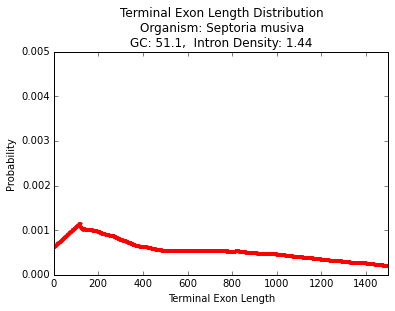 Terminal Exon Length Distribution
Organism: Septoria musiva
GC: 51.1,  Intron Density: 1.44
0.005
0.004
0.003
0.002
0.001
0.000
Probability
0 200 400 600 800 1000 1200 1400
Terminal Exon Length